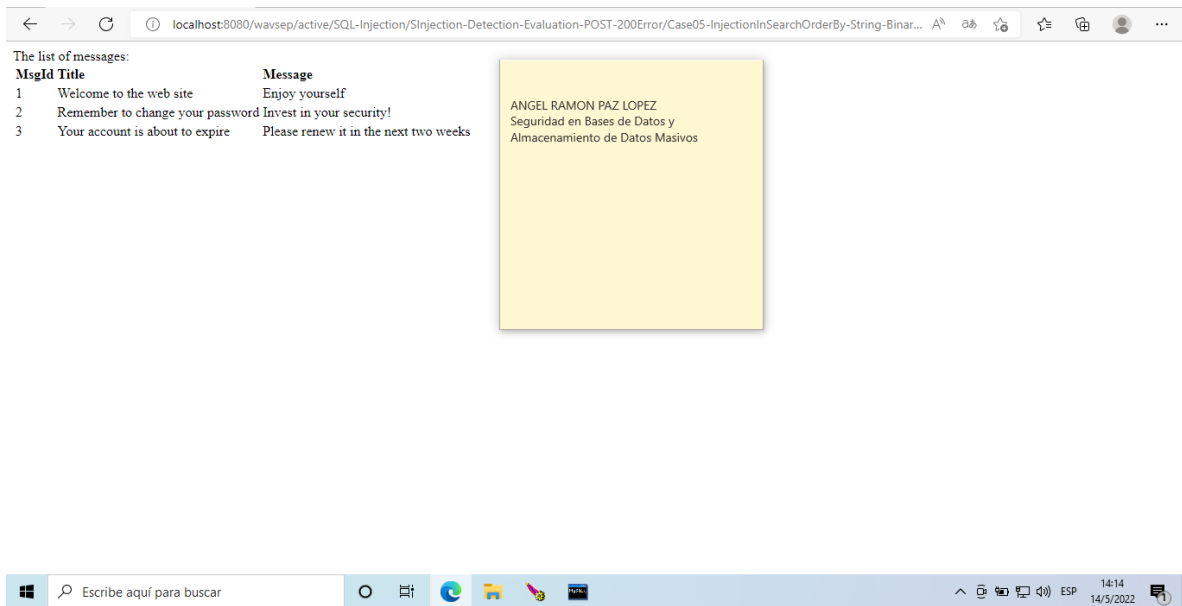 localhost:8080/wavsep/active/SQL-Injection/SInjection-Detection-Evaluation-POST-200Error/Case05-InjectionInSearchOrderBy-String-Binar...
The list of messages:
MsgId Title Message
1 Welcome to the web site Enjoy yourself
2 Remember to change your password Invest in your security!
3 Your account is about to expire Please renew it in the next two weeks
ANGEL RAMON PAZ LOPEZ
Seguridad en Bases de Datos y
Almacenamiento de Datos Masivos
Escribe aquí para buscar
ESP
14:14
14/5/2022
1